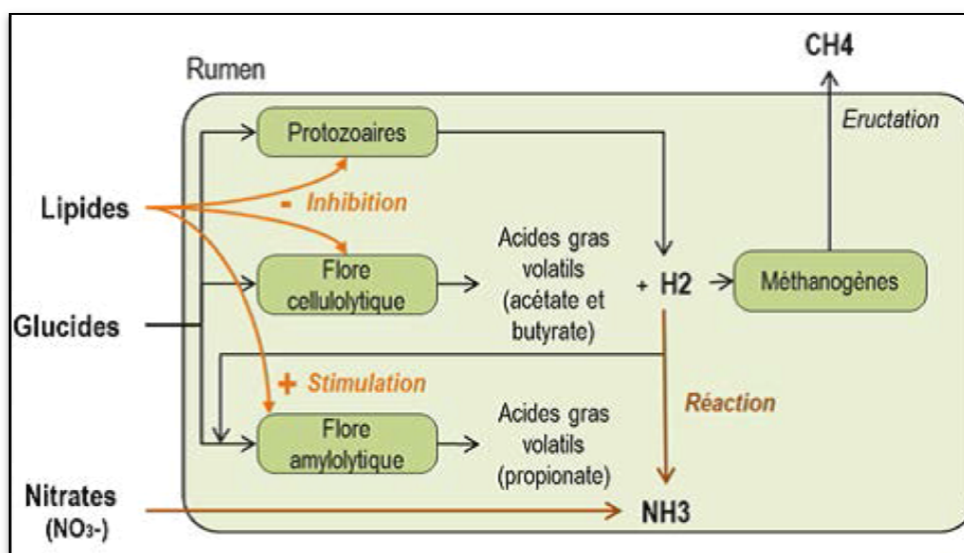 CH4
Rumen
Eructation
Protozoaires
Lipides
- Inhibition
Acides gras
volatils
(acétate et
butyrate)
Flore
cellulolytique
+ H2
Méthanogènes
Glucides
+ Stimulation
Réaction
Flore
amylolytique
Acides gras
volatils
(propionate)
Nitrates
(NO3-)
NH3